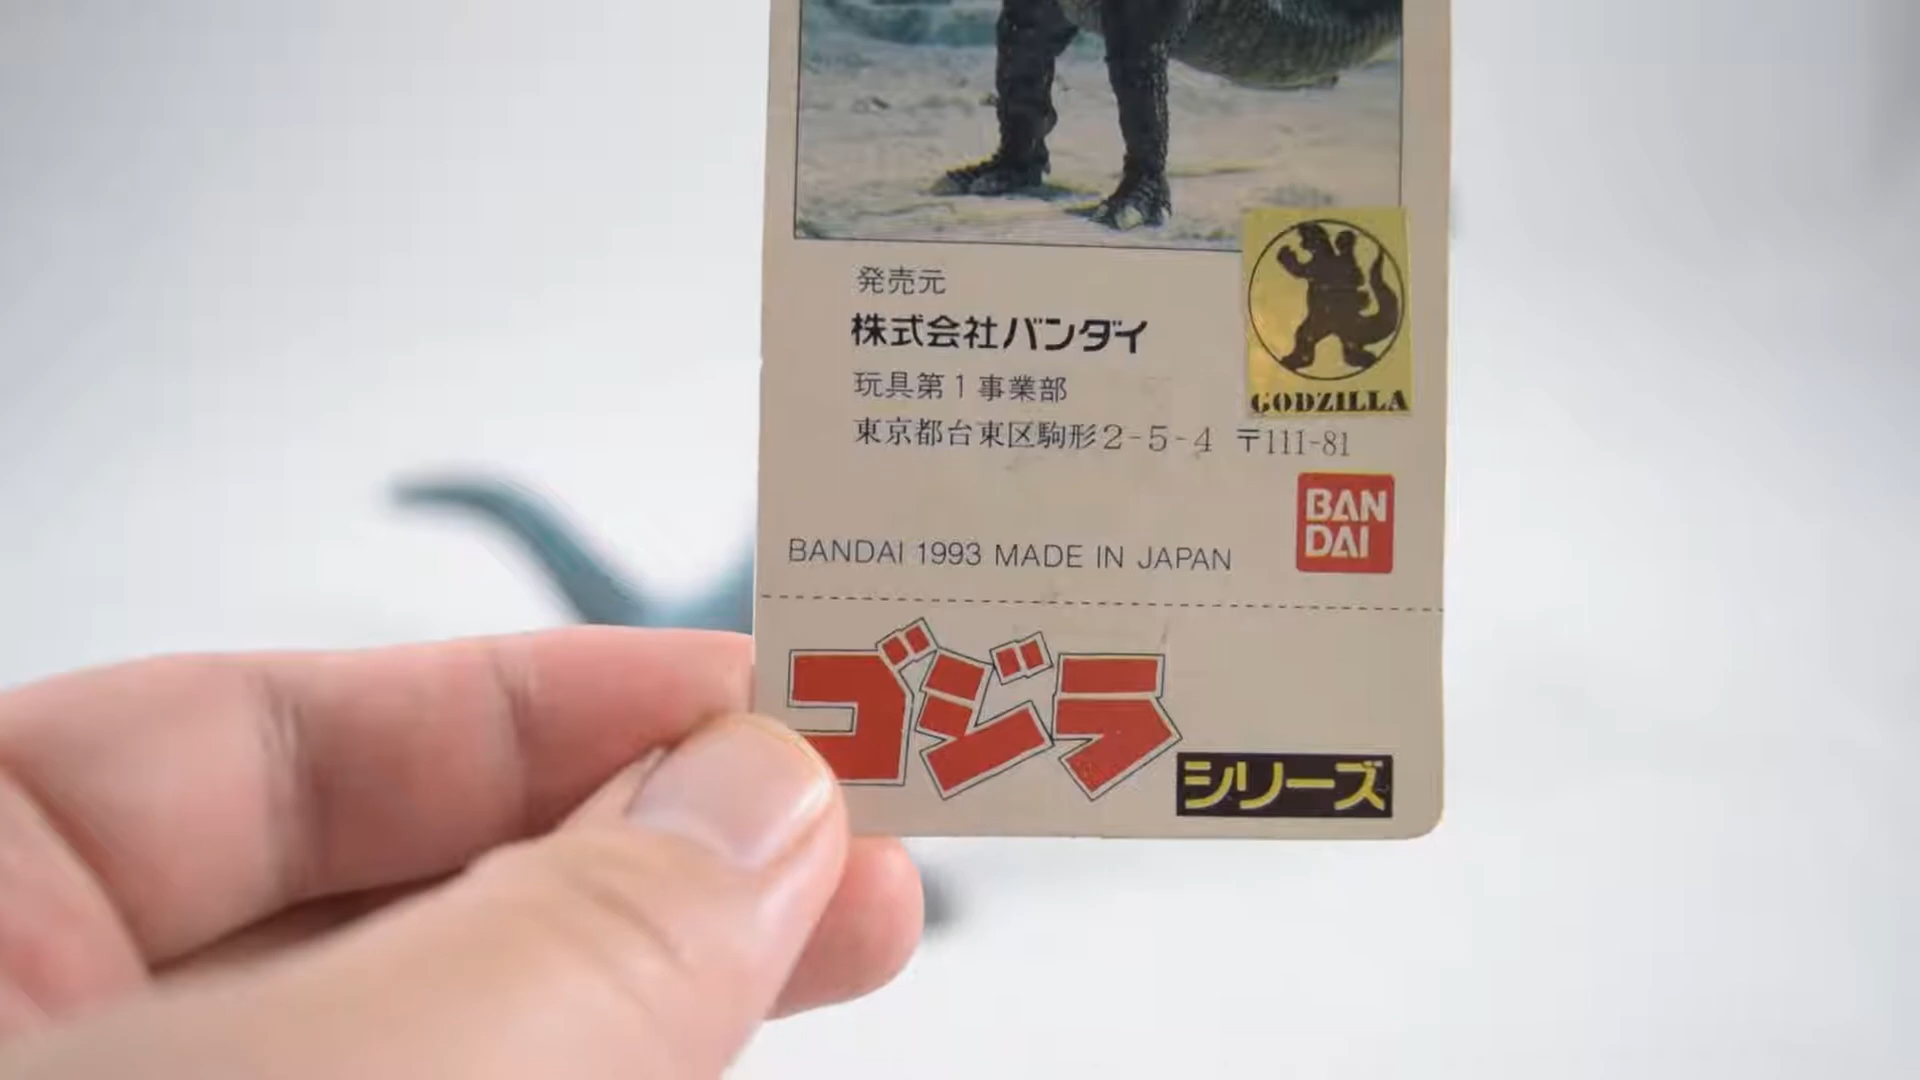 発売元
株式会社バンダイ
玩具第1事業部
GODZILLA
東京都台東区駒形2-5-4 〒111-81
BAN
DAI
BANDAI 1993 MADE IN JAPAN
ゴジラ
シリーズ